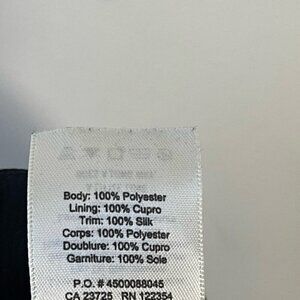 Body: 100% Polyester
Lining: 100% Cupro
Trim: 100% Silk
Corps: 100% Polyester
Doublure: 100% Cupro
Garniture: 100% Soie
P.O. # 4500088045
CA 23725 RN 122354